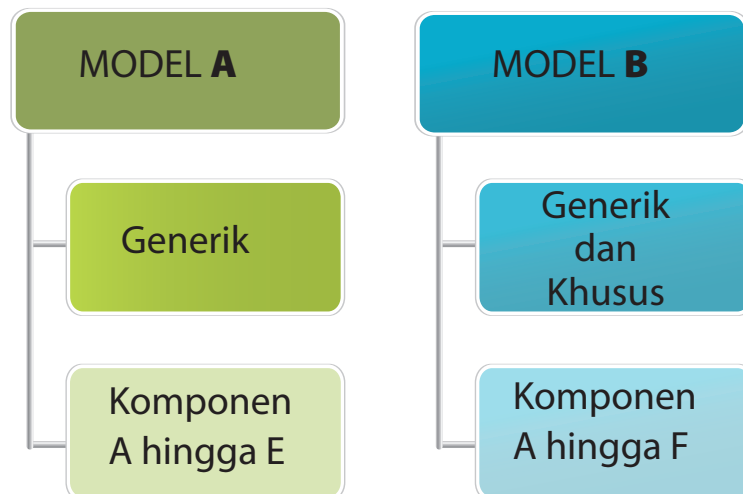 MODEL A
Generik
Komponen
A hingga E
MODEL B
Generik
dan
Khusus
Komponen
A hingga F